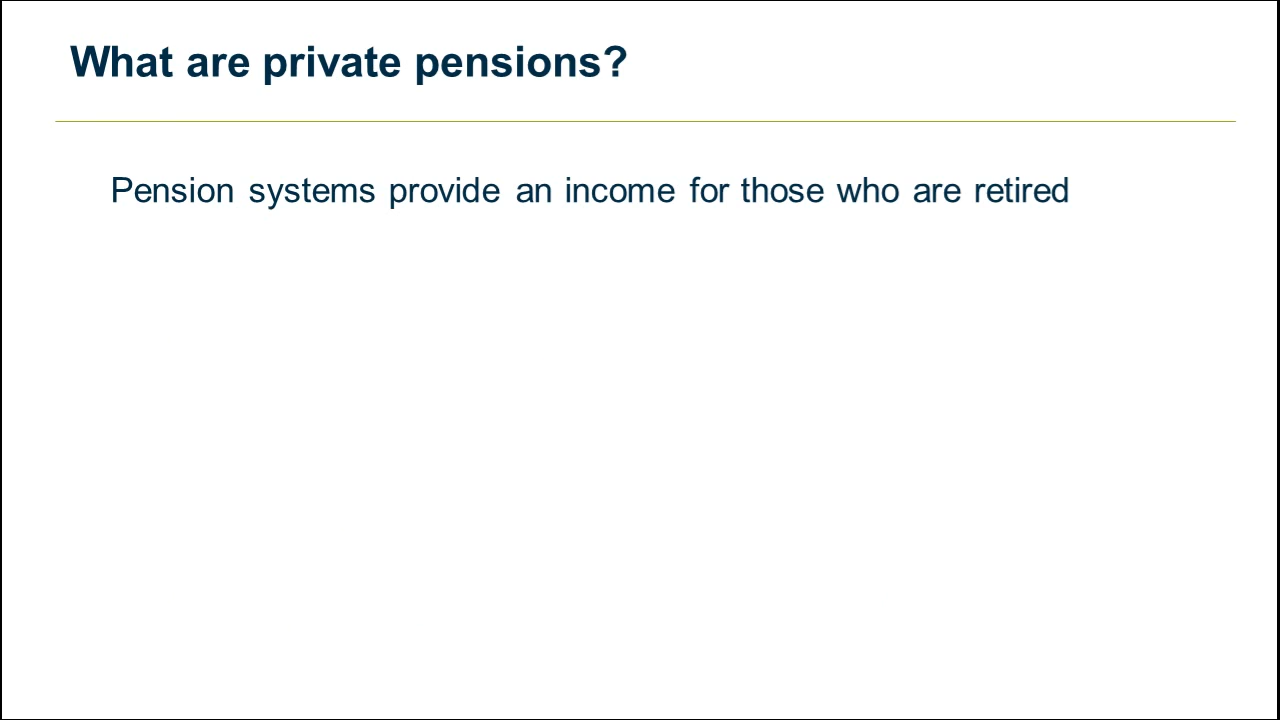 What are private pensions?
Pension systems provide an income for those who are retired